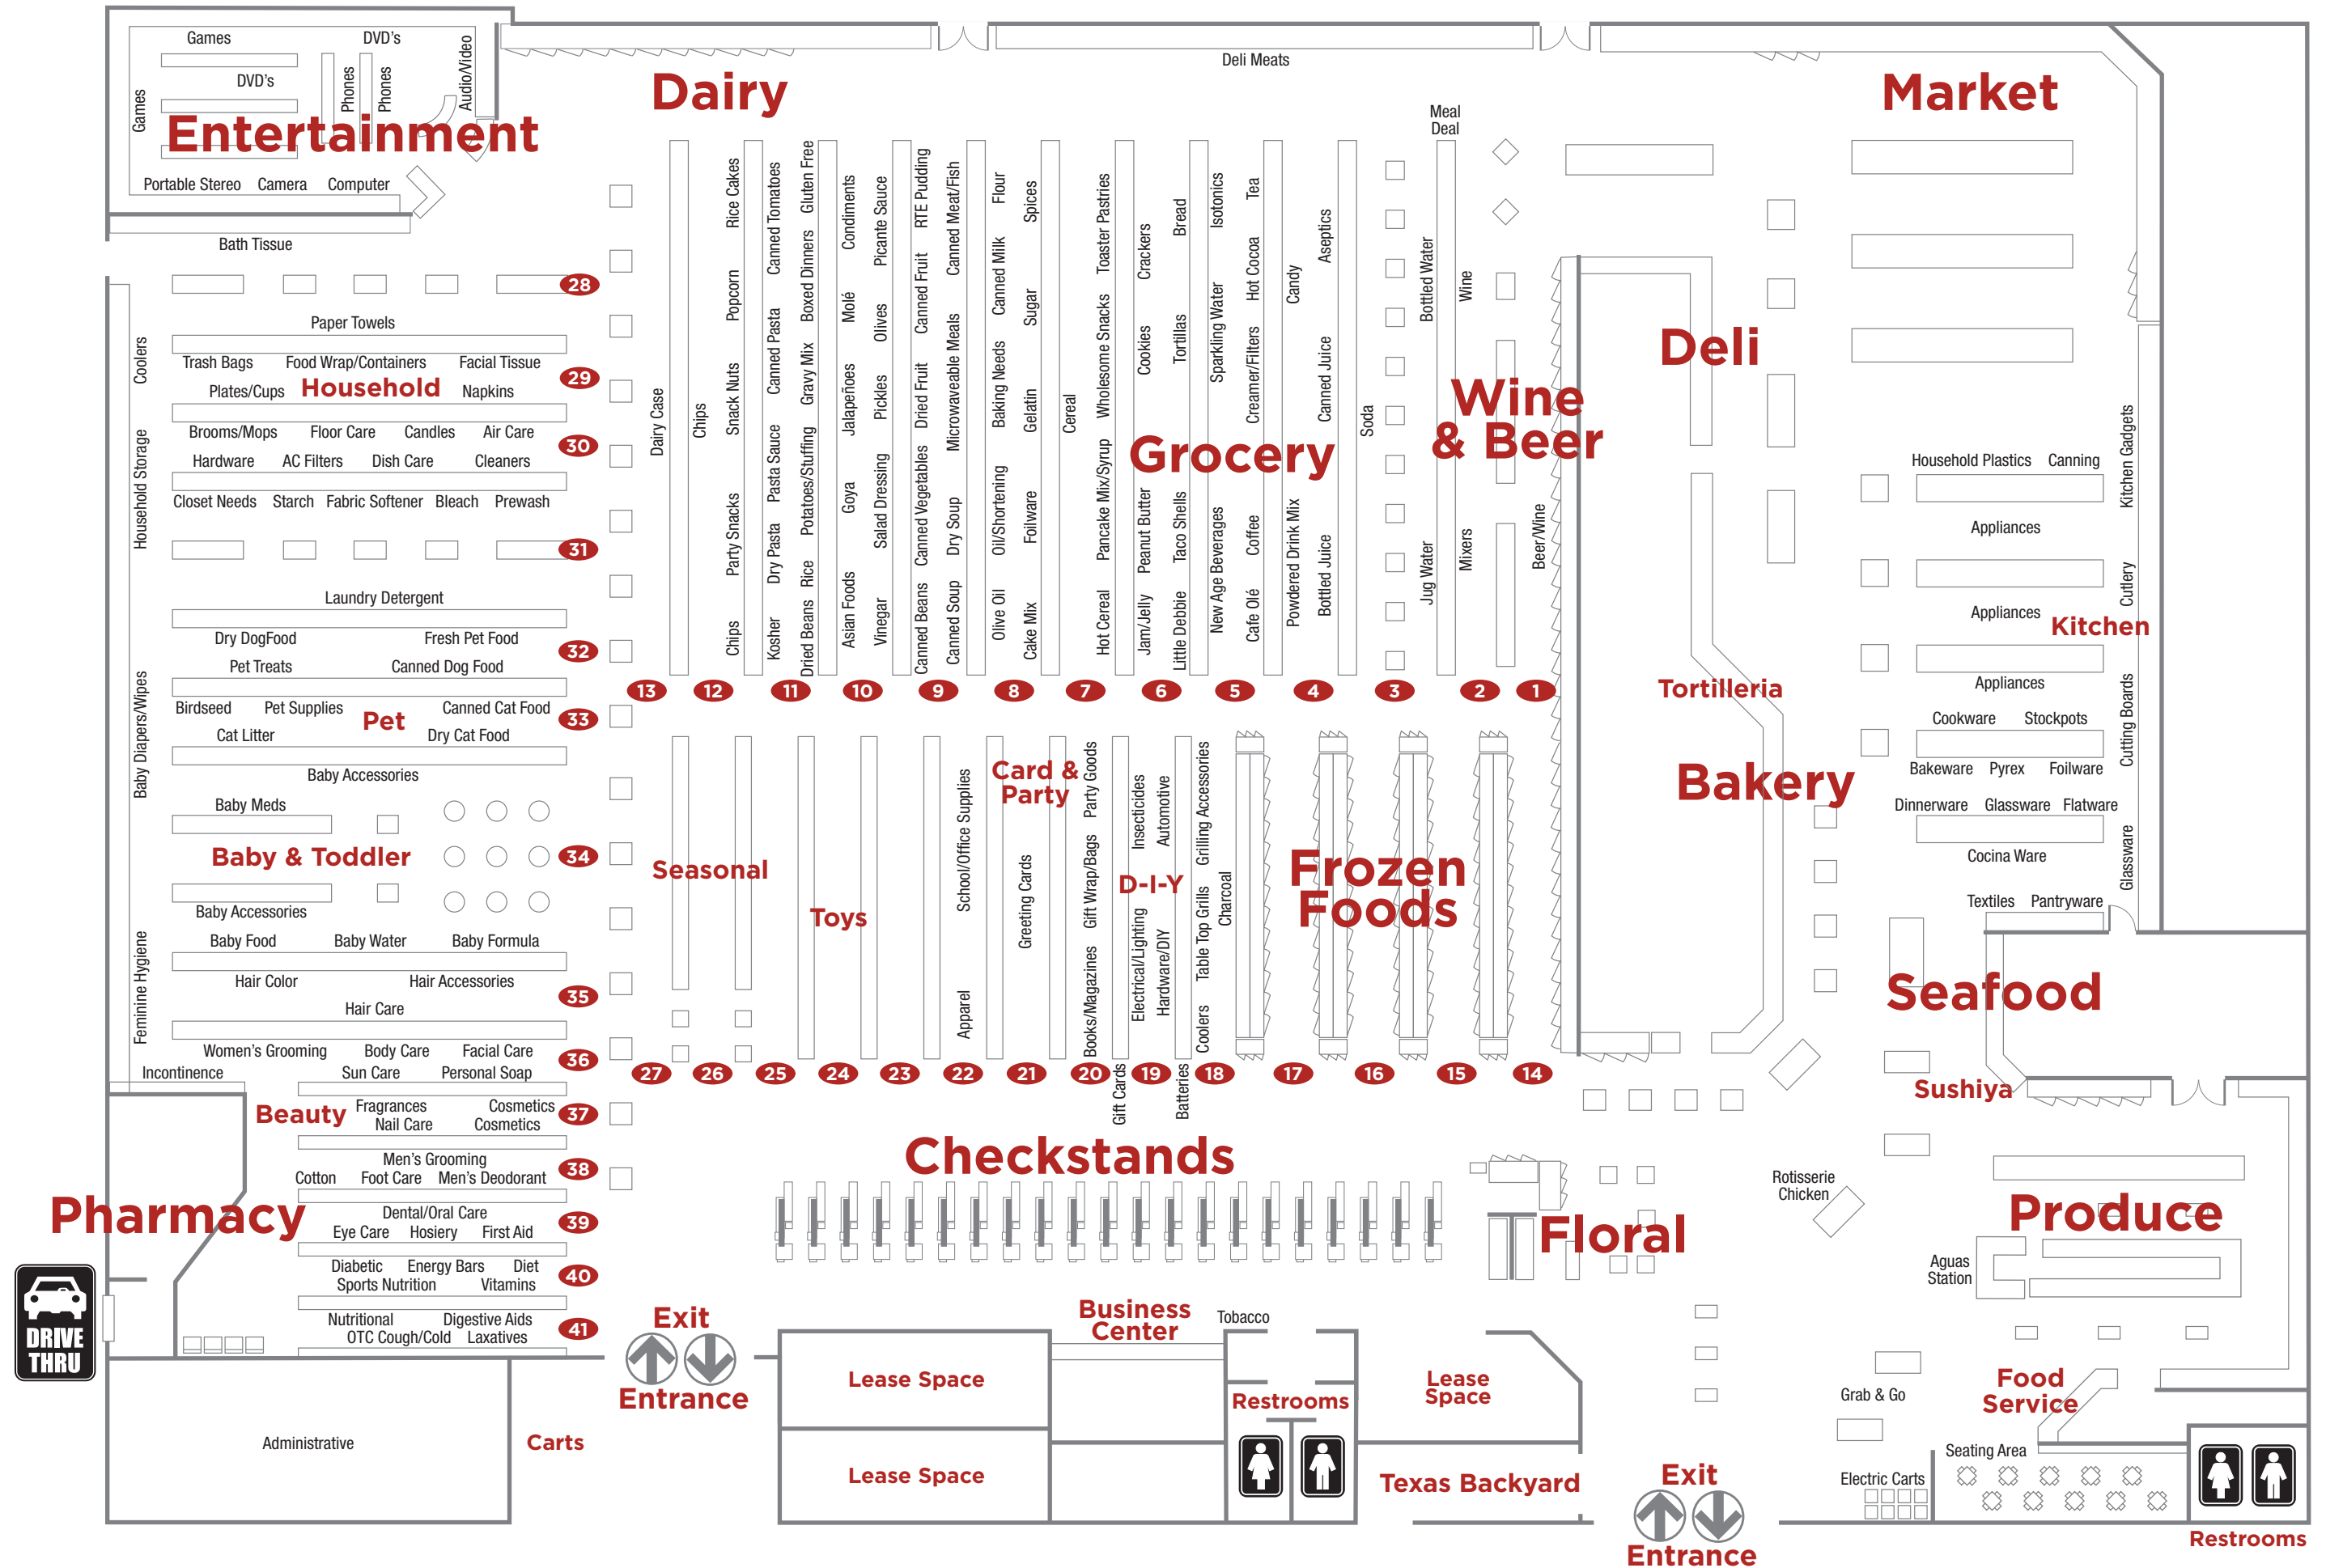 Games
DVD's
Games
DVD's
Phones
Phones
Audio/Video
Entertainment
Portable Stereo
Camera
Computer
Bath Tissue
Dairy
Deli Meats
Market
Meal
Deal
28
Paper Towels
Coolers
Trash Bags
Food Wrap/Containers
Facial Tissue
29
Household
Plates/Cups
Napkins
Brooms/Mops
Floor Care
Candles
Air Care
30
Hardware
AC Filters
Dish Care
Cleaners
Household Storage
Closet Needs
Starch
Fabric Softener
Bleach
Prewash
31
Laundry Detergent
Dry DogFood
Fresh Pet Food
32
Pet Treats
Canned Dog Food
Birdseed
Pet Supplies
Canned Cat Food
33
Pet
Cat Litter
Dry Cat Food
Baby Diapers/Wipes
Baby Accessories
Baby Meds
Baby & Toddler
34
Baby Accessories
Baby Food
Baby Water
Baby Formula
Feminine Hygiene
Hair Color
Hair Accessories
35
Hair Care
Women's Grooming
Body Care
Facial Care
36
Incontinence
Sun Care
Personal Soap
Beauty
Fragrances
Cosmetics
37
Nail Care
Cosmetics
Men's Grooming
38
Cotton
Foot Care
Men's Deodorant
Pharmacy
Dental/Oral Care
39
Eye Care
Hosiery
First Aid
Diabetic
Energy Bars
Diet
40
Sports Nutrition
Vitamins
Nutritional
Digestive Aids
41
OTC Cough/Cold
Laxatives
DRIVE
THRU
Administrative
Carts
Exit
Entrance
Dairy Case
Chips
Rice Cakes
Popcorn
Snack Nuts
Party Snacks
Chips
Canned Tomatoes
Canned Pasta
Pasta Sauce
Dry Pasta
Kosher
Gluten Free
Boxed Dinners
Gravy Mix
Potatoes/Stuffing
Rice
Dried Beans
Condiments
Molé
Jalapeños
Goya
Asian Foods
Picante Sauce
Olives
Pickles
Salad Dressing
Vinegar
RTE Pudding
Canned Fruit
Dried Fruit
Canned Vegetables
Canned Beans
Canned Meat/Fish
Microwaveable Meals
Dry Soup
Canned Soup
Flour
Canned Milk
Baking Needs
Oil/Shortening
Olive Oil
Spices
Sugar
Gelatin
Foilware
Cake Mix
Cereal
Toaster Pastries
Wholesome Snacks
Pancake Mix/Syrup
Hot Cereal
Crackers
Cookies
Peanut Butter
Jam/Jelly
Bread
Tortillas
Taco Shells
Little Debbie
Isotonics
Sparkling Water
New Age Beverages
Tea
Hot Cocoa
Creamer/Filters
Coffee
Cafe Olé
Candy
Powdered Drink Mix
Aseptics
Canned Juice
Bottled Juice
Soda
Bottled Water
Jug Water
Wine
Mixers
Beer/Wine
Grocery
Wine
& Beer
13
12
11
10
9
8
7
6
5
4
3
2
1
Deli
Tortilleria
Bakery
Household Plastics
Canning
Kitchen Gadgets
Appliances
Cutlery
Appliances
Kitchen
Appliances
Cutting Boards
Cookware
Stockpots
Bakeware
Pyrex
Foilware
Dinnerware
Glassware
Flatware
Glassware
Cocina Ware
Textiles
Pantryware
Seasonal
Toys
School/Office Supplies
Apparel
Card &
Party
Greeting Cards
Party Goods
Gift Wrap/Bags
Books/Magazines
Insecticides
Automotive
D-I-Y
Electrical/Lighting
Hardware/DIY
Grilling Accessories
Charcoal
Table Top Grills
Coolers
Frozen
Foods
27
26
25
24
23
22
21
20
19
18
17
16
15
14
Gift Cards
Batteries
Seafood
Sushiya
Checkstands
Floral
Rotisserie
Chicken
Produce
Aguas
Station
Business
Center
Tobacco
Lease Space
Lease Space
Restrooms
Lease
Space
Texas Backyard
Exit
Entrance
Grab & Go
Food
Service
Seating Area
Electric Carts
Restrooms